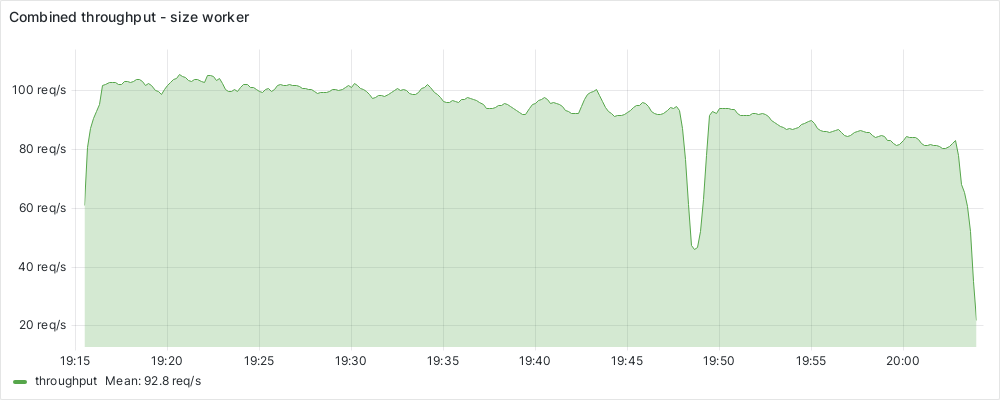 Combined throughput - size worker
100 req/s
80 req/s
60 req/s
40 req/s
20 req/s
19:15 19:20 19:25 19:30 19:35 19:40 19:45 19:50 19:55 20:00
throughput Mean: 92.8 req/s